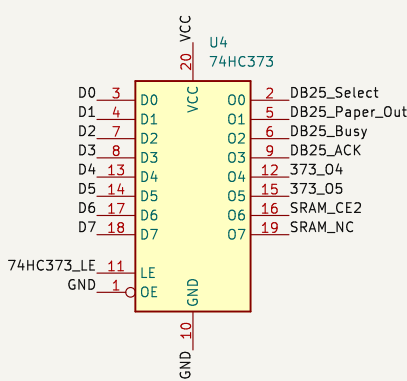 VCC
U4
74HC373
20
VCC
D0 3 D0 O0 2 DB25_Select
D1 4 D1 O1 5 DB25_Paper_Out
D2 7 D2 O2 6 DB25_Busy
D3 8 D3 O3 9 DB25_ACK
D4 13 D4 O4 12 373_O4
D5 14 D5 O5 15 373_O5
D6 17 D6 O6 16 SRAM_CE2
D7 18 D7 O7 19 SRAM_NC
74HC373_LE 11 LE
GND 1 OE
GND
10
GND